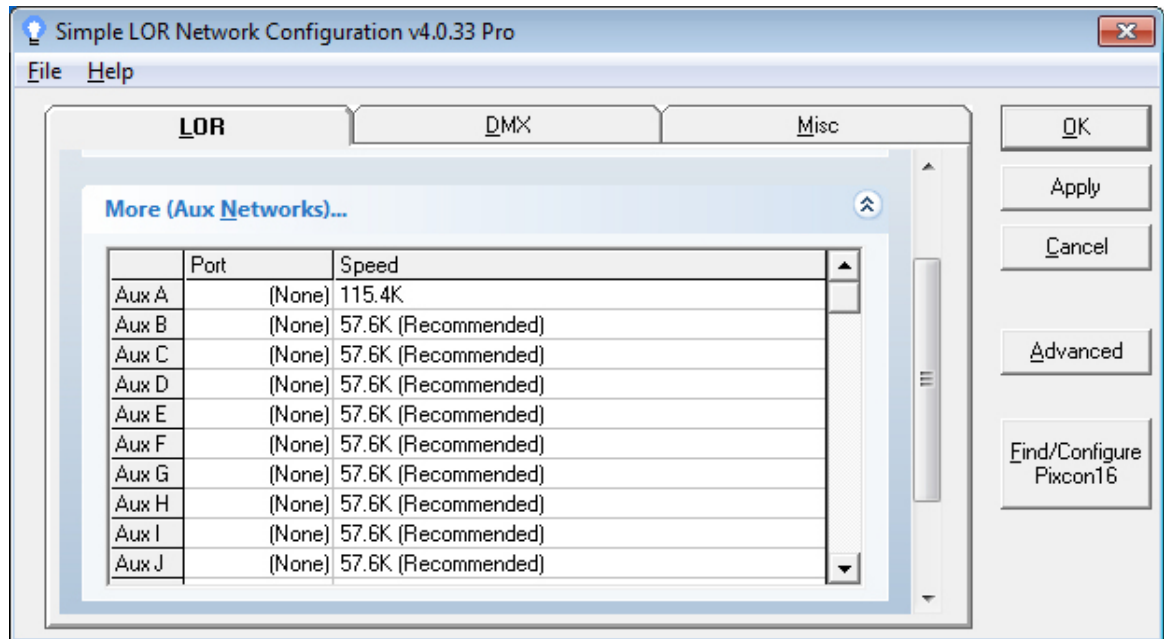 Simple LOR Network Configuration v4.0.33 Pro
File Help
LOR DMX Misc
OK
Apply
Cancel
Advanced
Find/Configure
Pixcon16
More (Aux Networks)...
Port Speed
Aux A (None) 115.4K
Aux B (None) 57.6K (Recommended)
Aux C (None) 57.6K (Recommended)
Aux D (None) 57.6K (Recommended)
Aux E (None) 57.6K (Recommended)
Aux F (None) 57.6K (Recommended)
Aux G (None) 57.6K (Recommended)
Aux H (None) 57.6K (Recommended)
Aux I (None) 57.6K (Recommended)
Aux J (None) 57.6K (Recommended)